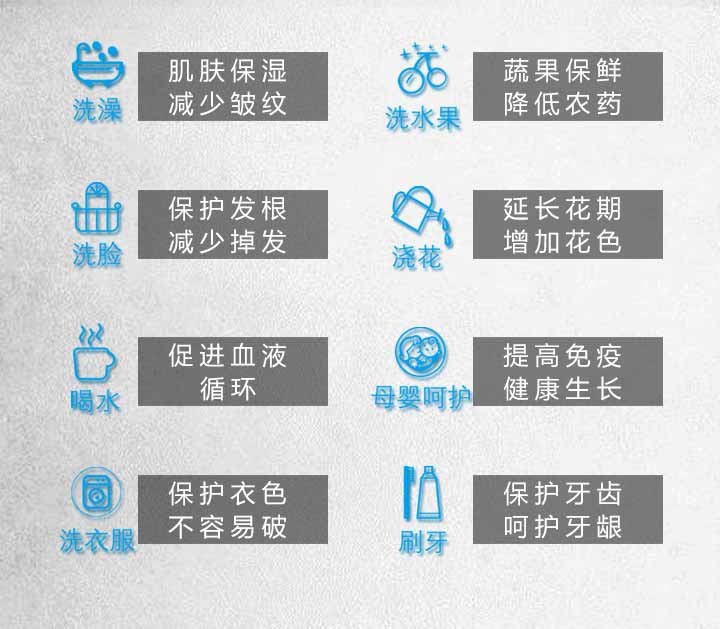 洗澡
肌肤保湿
减少皱纹
洗水果
蔬果保鲜
降低农药
洗脸
保护发根
减少掉发
浇花
延长花期
增加花色
喝水
促进血液
循环
母婴呵护
提高免疫
健康生长
洗衣服
保护衣色
不容易破
刷牙
保护牙齿
呵护牙龈